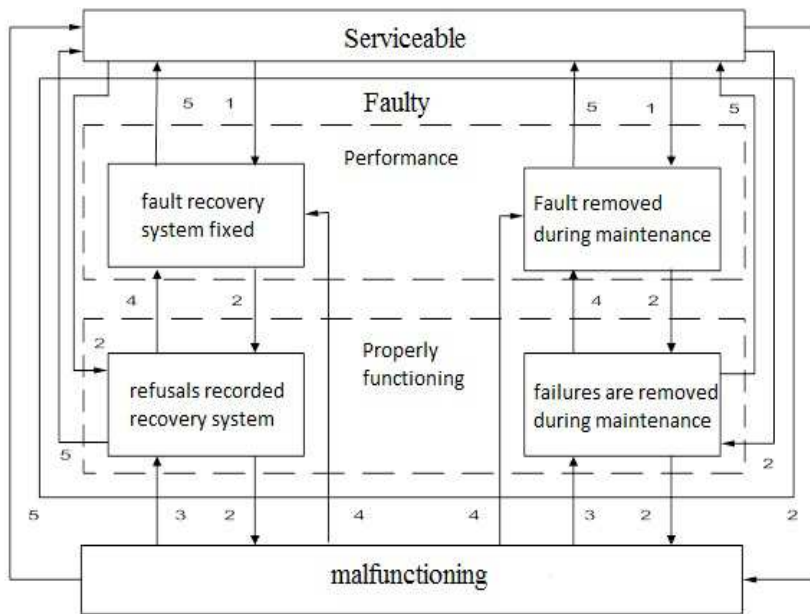 Serviceable
Faulty
5
1
5
1
5
Performance
fault recovery
system fixed
Fault removed
during maintenance
4
2
4
2
2
Properly
functioning
refusals recorded
recovery system
failures are removed
during maintenance
5
2
5
3
2
4
4
3
2
2
malfunctioning